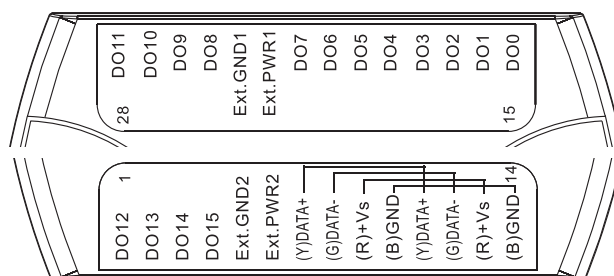 DO11 DO10 DO9 DO8 Ext.GND1 Ext.PWR1 DO7 DO6 DO5 DO4 DO3 DO2 DO1 DO0
28 15
1 14
DO12 DO13 DO14 DO15 Ext.GND2 Ext.PWR2 (Y)DATA+ (G)DATA- (R)+Vs (B)GND (Y)DATA+ (G)DATA- (R)+Vs (B)GND